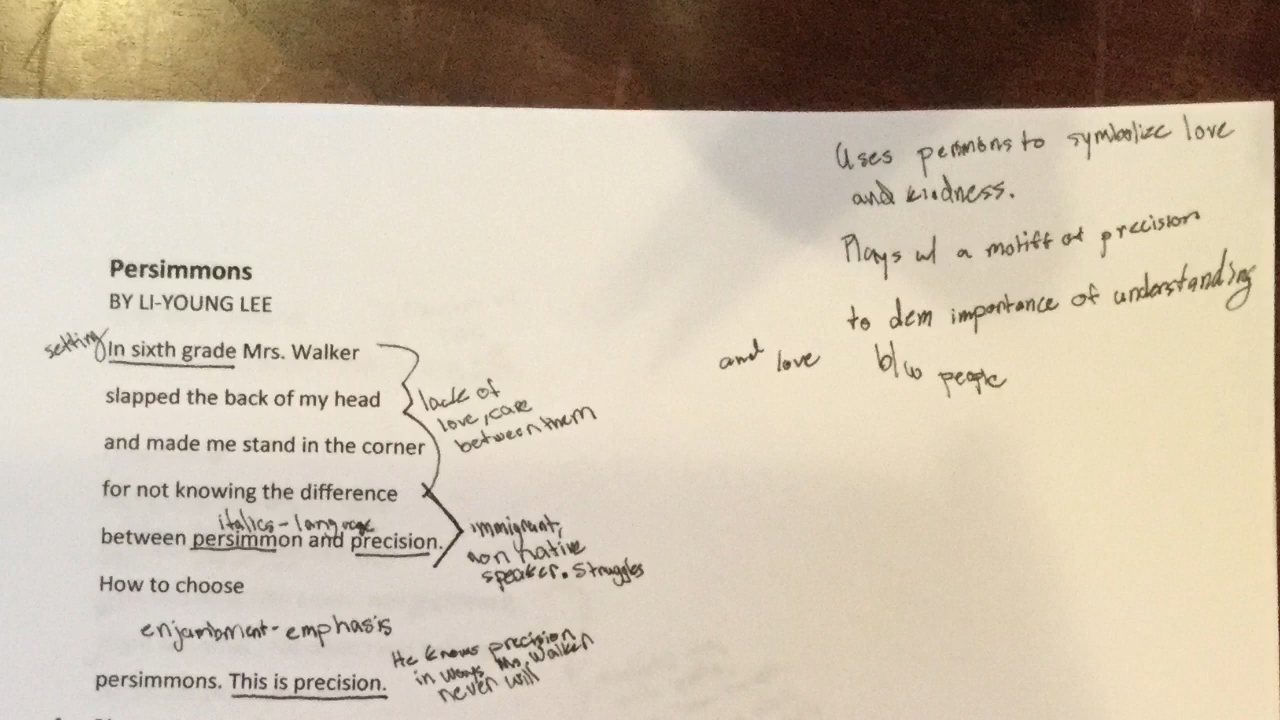 Uses persimmons to symbolize love
and kindness.
Plays w/ a motiff of precision
to dem importance of understanding
and love b/w people
Persimmons
BY LI-YOUNG LEE
setting
In sixth grade Mrs. Walker
slapped the back of my head
lack of
love, care
between them
and made me stand in the corner
for not knowing the difference
italics - language
between persimmon and precision.
immigrant,
non native
speaker. struggles
How to choose
enjambment - emphasis
He knows precision
in ways Ms. Walker
never will
persimmons. This is precision.